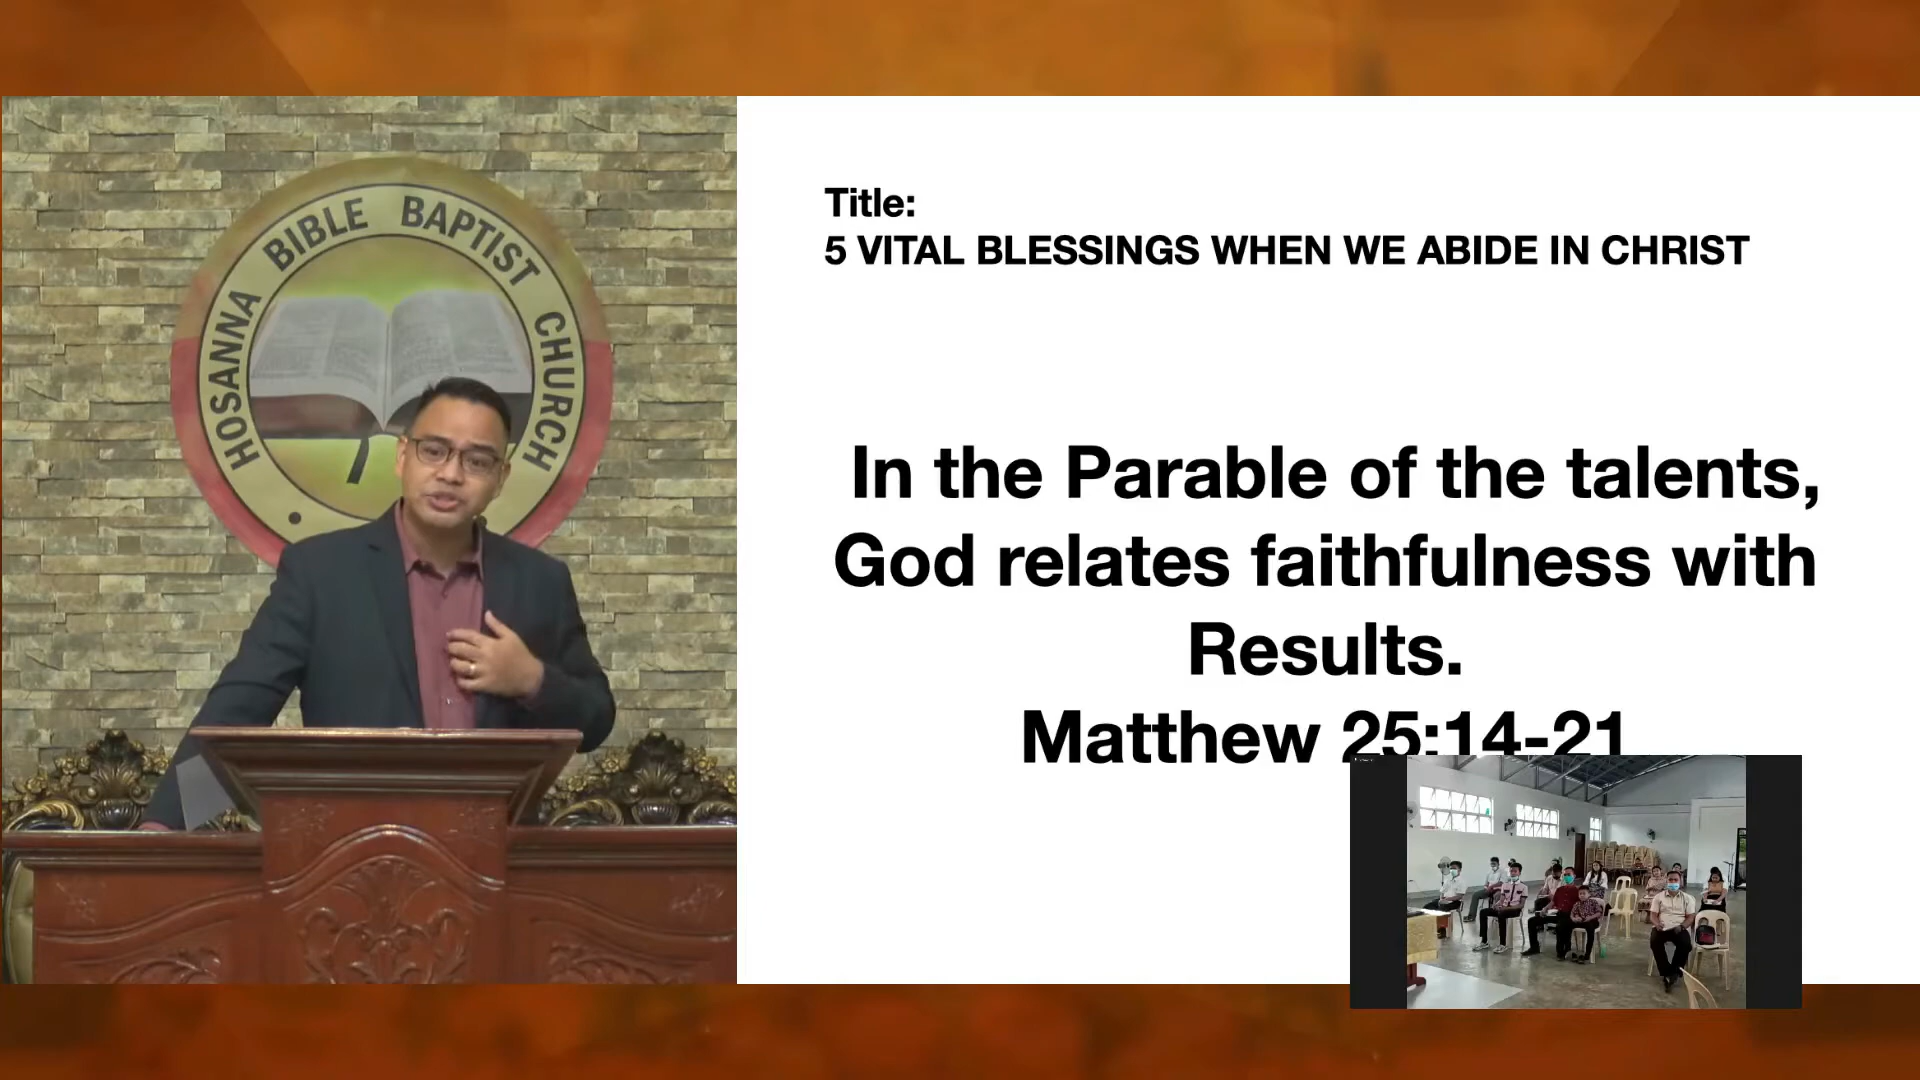 HOSANNA BIBLE BAPTIST CHURCH
Title:
5 VITAL BLESSINGS WHEN WE ABIDE IN CHRIST
In the Parable of the talents,
God relates faithfulness with
Results.
Matthew 25:14-21